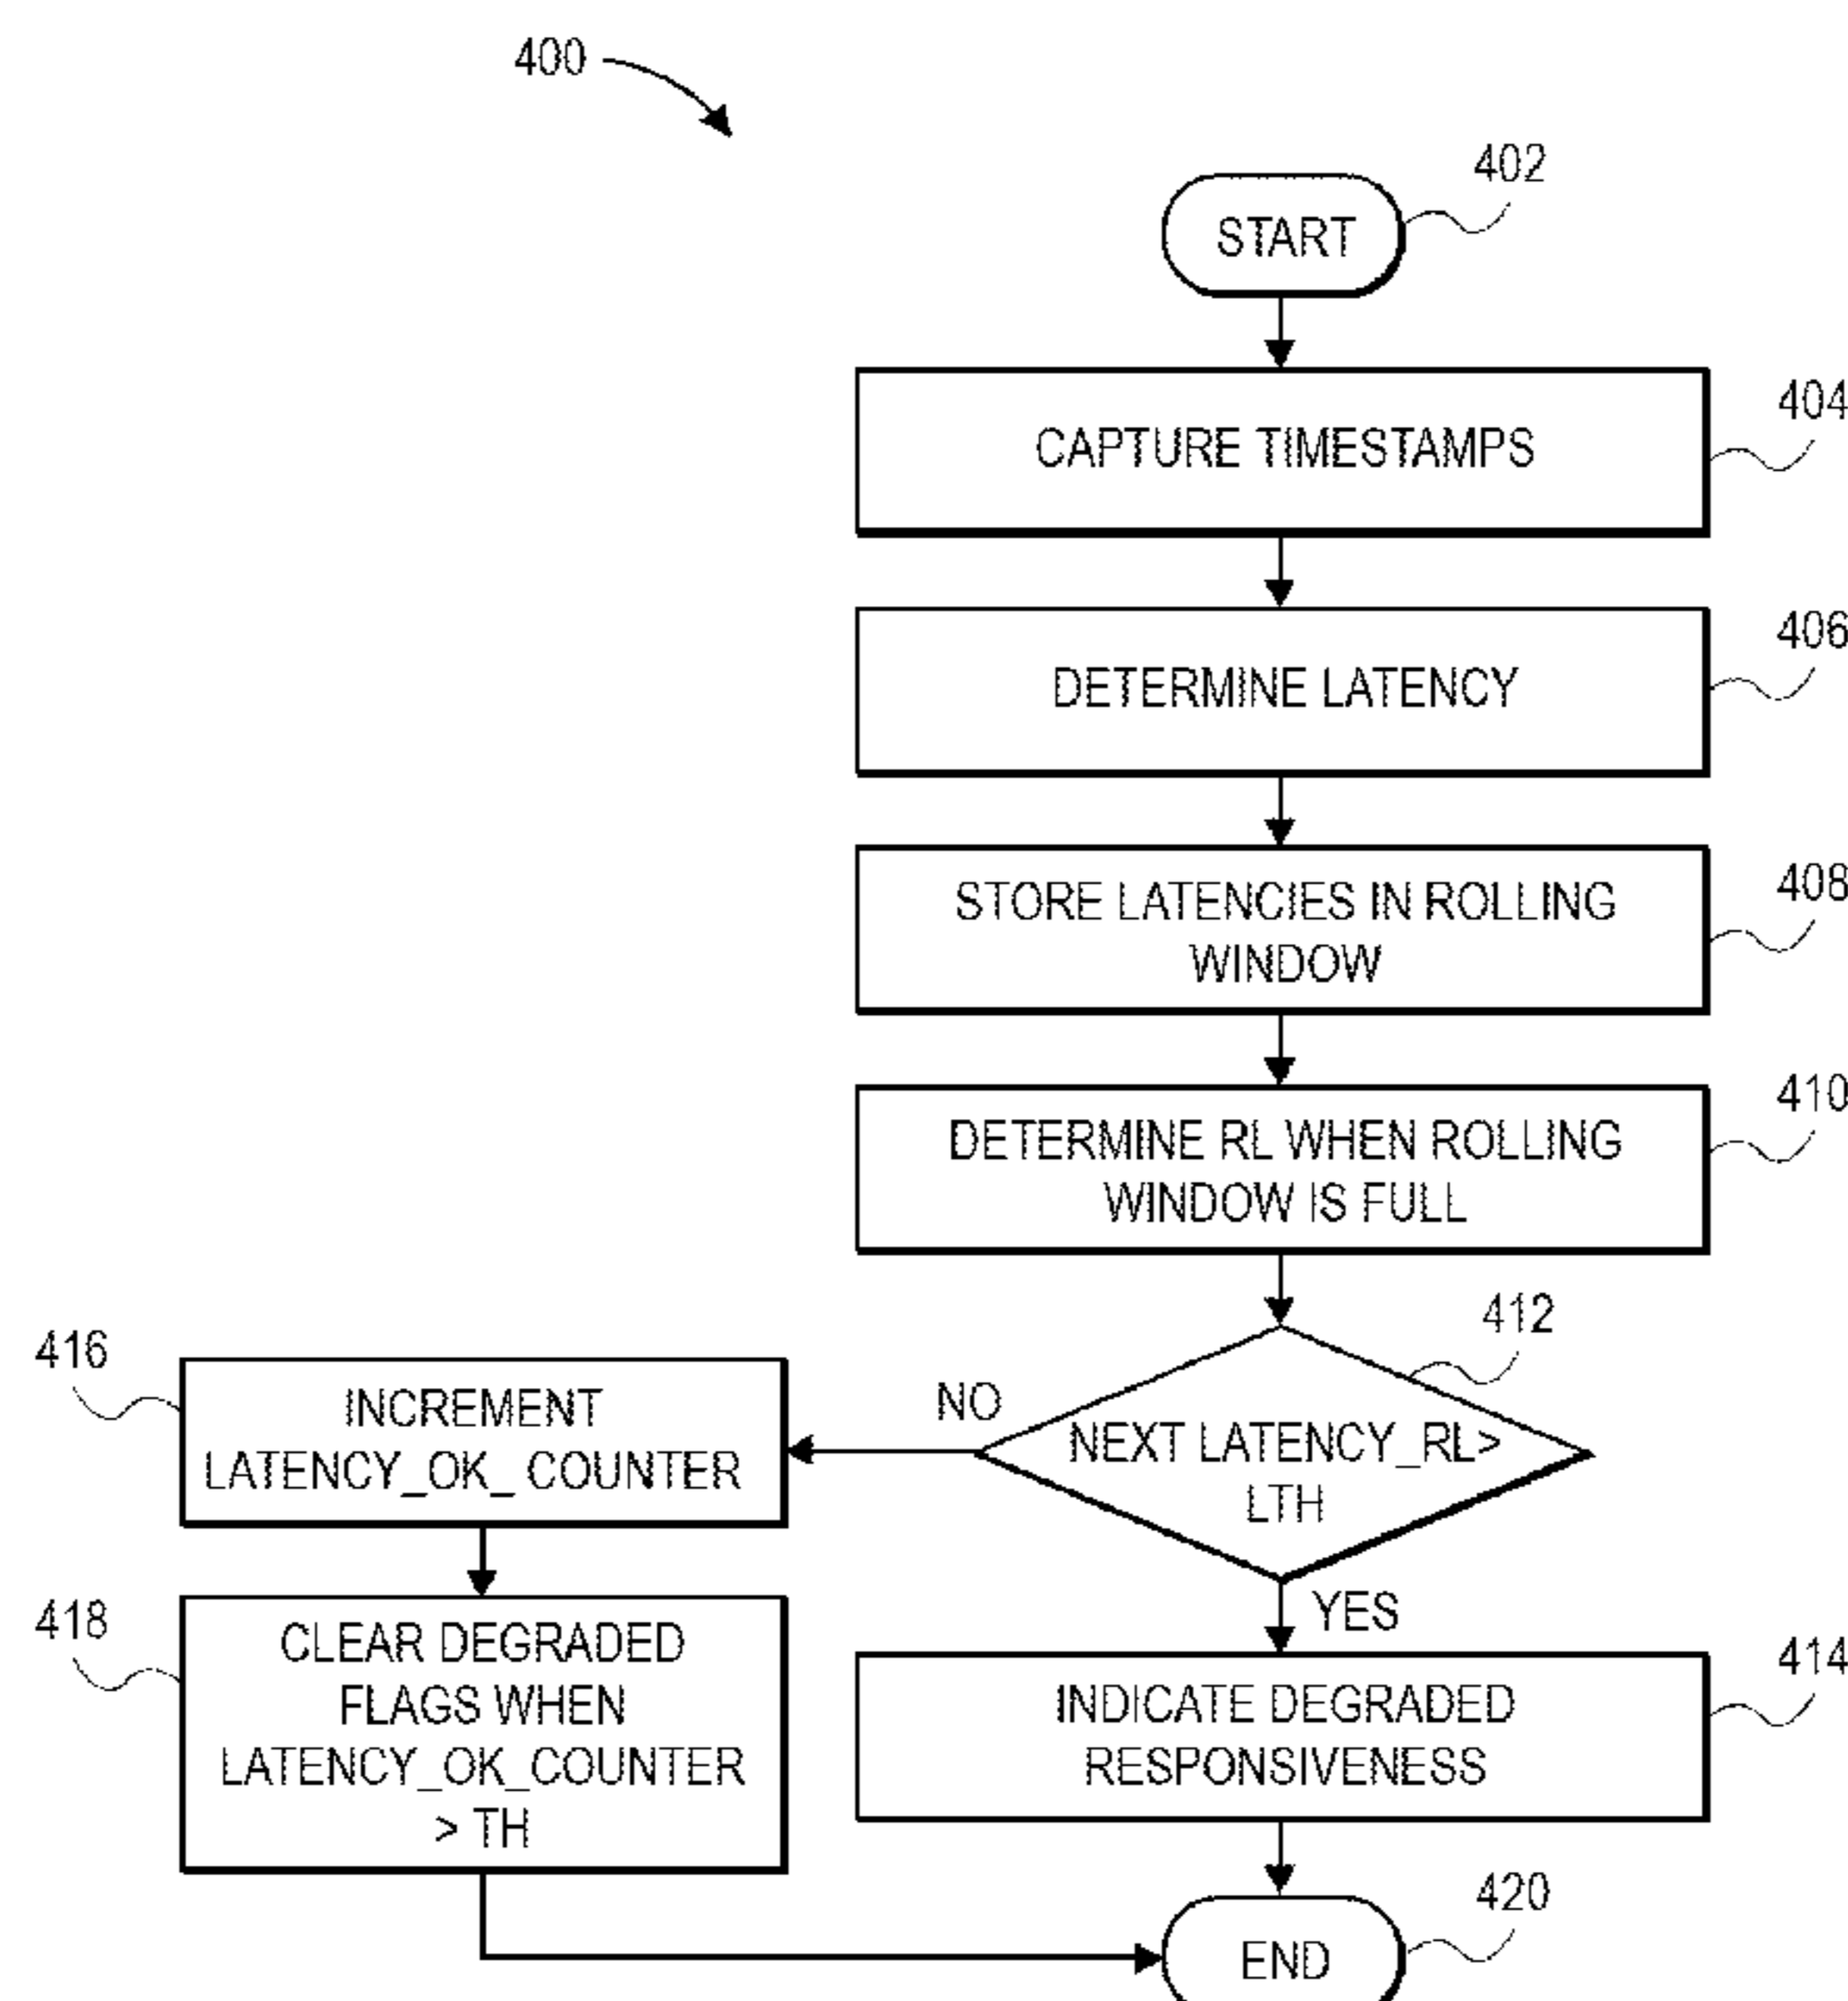 400
402
START
404
CAPTURE TIMESTAMPS
406
DETERMINE LATENCY
408
STORE LATENCIES IN ROLLING
WINDOW
410
DETERMINE RL WHEN ROLLING
WINDOW IS FULL
412
NEXT LATENCY_RL>
LTH
NO
YES
416
INCREMENT
LATENCY_OK_ COUNTER
418
CLEAR DEGRADED
FLAGS WHEN
LATENCY_OK_COUNTER
> TH
414
INDICATE DEGRADED
RESPONSIVENESS
420
END